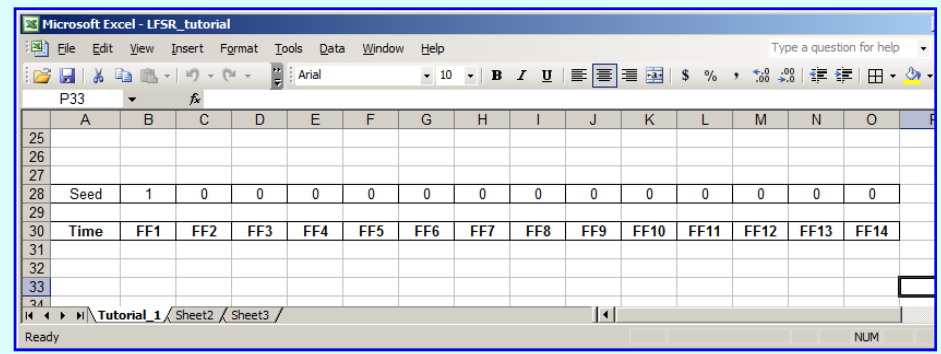 Microsoft Excel - LFSR_tutorial
File Edit View Insert Format Tools Data Window Help Type a question for help
Arial 10 B I U $ % , .00 .00
P33 fx
A B C D E F G H I J K L M N O
25
26
27
28 Seed 1 0 0 0 0 0 0 0 0 0 0 0 0 0
29
30 Time FF1 FF2 FF3 FF4 FF5 FF6 FF7 FF8 FF9 FF10 FF11 FF12 FF13 FF14
31
32
33
34
Tutorial_1 Sheet2 Sheet3
Ready NUM